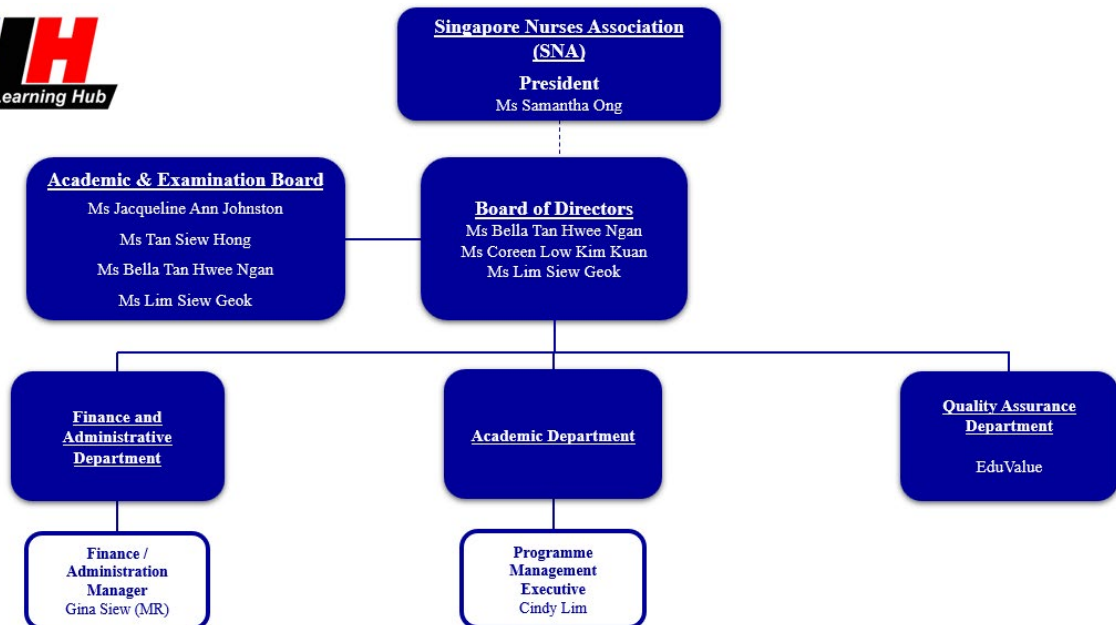 H
Learning Hub
Singapore Nurses Association
(SNA)
President
Ms Samantha Ong
Academic & Examination Board
Ms Jacqueline Ann Johnston
Ms Tan Siew Hong
Ms Bella Tan Hwee Ngan
Ms Lim Siew Geok
Board of Directors
Ms Bella Tan Hwee Ngan
Ms Coreen Low Kim Kuan
Ms Lim Siew Geok
Finance and
Administrative
Department
Academic Department
Quality Assurance
Department
EduValue
Finance /
Administration
Manager
Gina Siew (MR)
Programme
Management
Executive
Cindy Lim